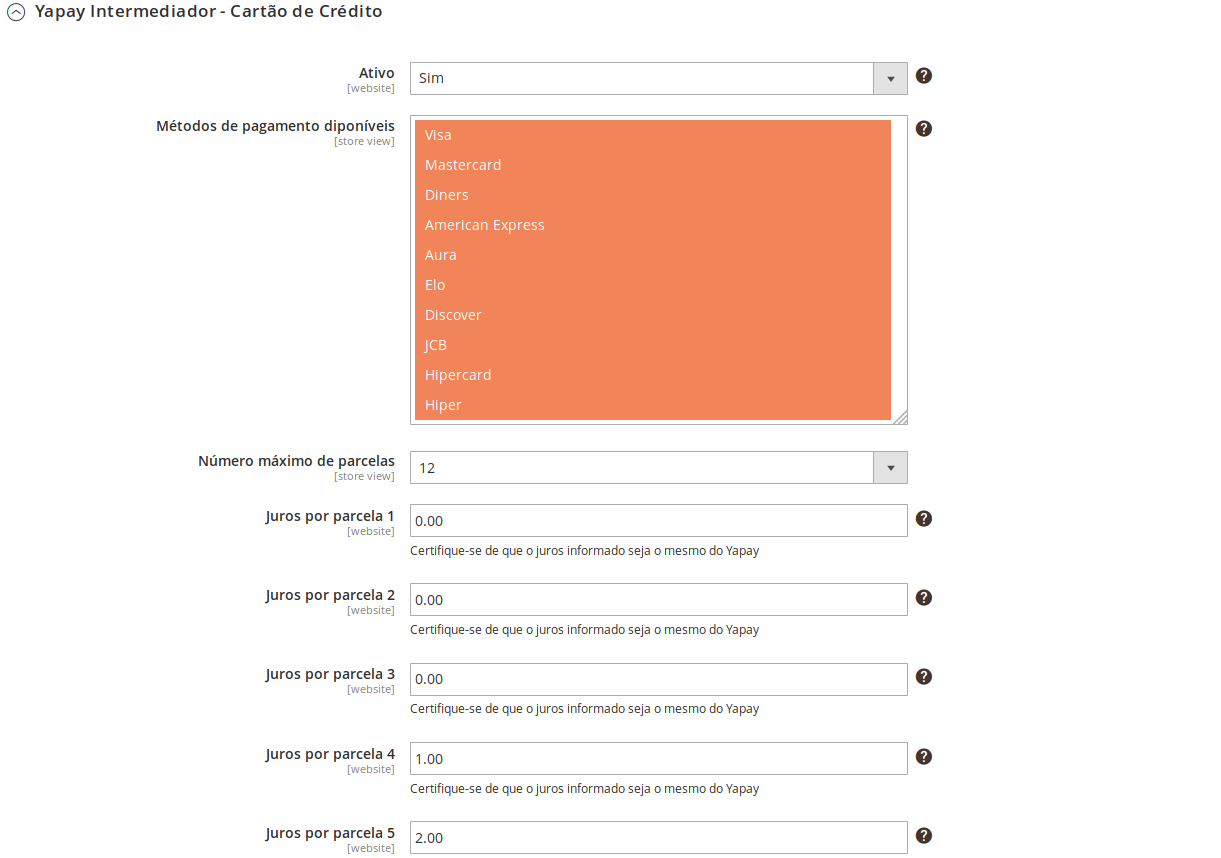 Yapay Intermediador - Cartão de Crédito
Ativo
[website]
Sim
Métodos de pagamento diponíveis
[store view]
Visa
Mastercard
Diners
American Express
Aura
Elo
Discover
JCB
Hipercard
Hiper
Número máximo de parcelas
[store view]
12
Juros por parcela 1
[website]
0.00
Certifique-se de que o juros informado seja o mesmo do Yapay
Juros por parcela 2
[website]
0.00
Certifique-se de que o juros informado seja o mesmo do Yapay
Juros por parcela 3
[website]
0.00
Certifique-se de que o juros informado seja o mesmo do Yapay
Juros por parcela 4
[website]
1.00
Certifique-se de que o juros informado seja o mesmo do Yapay
Juros por parcela 5
[website]
2.00